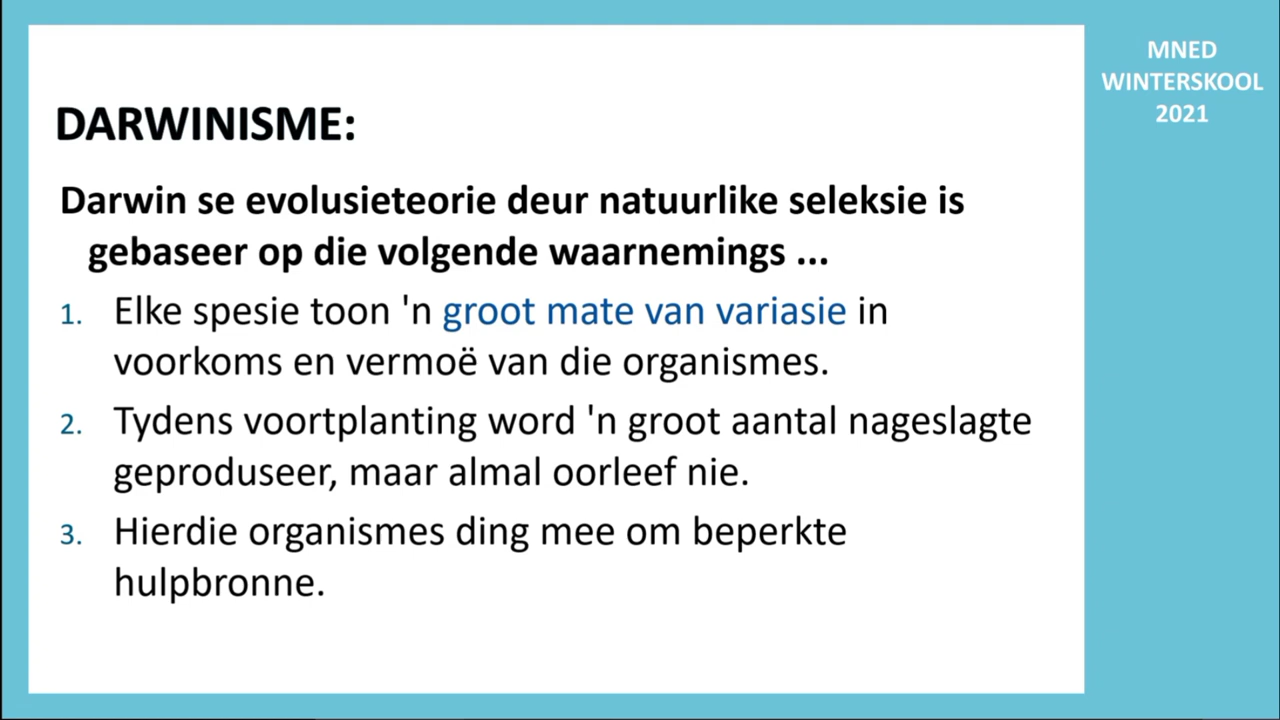 DARWINISME:
Darwin se evolusieteorie deur natuurlike seleksie is
gebaseer op die volgende waarnemings ...
1. Elke spesie toon 'n groot mate van variasie in
voorkoms en vermoë van die organismes.
2. Tydens voortplanting word 'n groot aantal nageslagte
geproduseer, maar almal oorleef nie.
3. Hierdie organismes ding mee om beperkte
hulpbronne.
MNED
WINTERSKOOL
2021